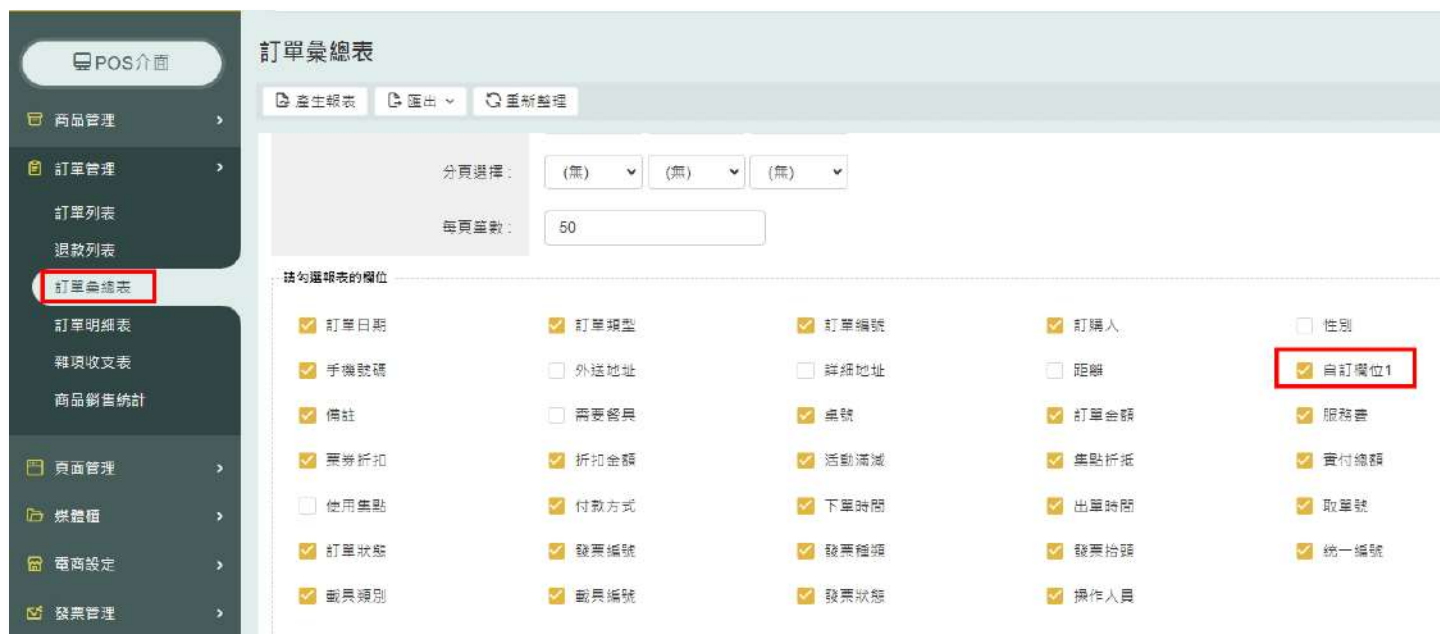 POS介面
商品管理
訂單管理
訂單列表
退款列表
訂單彙總表
訂單明細表
雜項收支表
商品銷售統計
頁面管理
媒體櫃
電商設定
發票管理
訂單彙總表
產生報表 匯出 重新整理
分頁選擇: (無) (無) (無)
每頁筆數: 50
請勾選報表的欄位
訂單日期 訂單類型 訂單編號 訂購人 性別
手機號碼 外送地址 詳細地址 距離 自訂欄位1
備註 需要餐具 桌號 訂單金額 服務費
票券折扣 折扣金額 活動滿減 集點折抵 實付總額
使用集點 付款方式 下單時間 出單時間 取單號
訂單狀態 發票編號 發票種類 發票抬頭 統一編號
載具類別 載具編號 發票狀態 操作人員